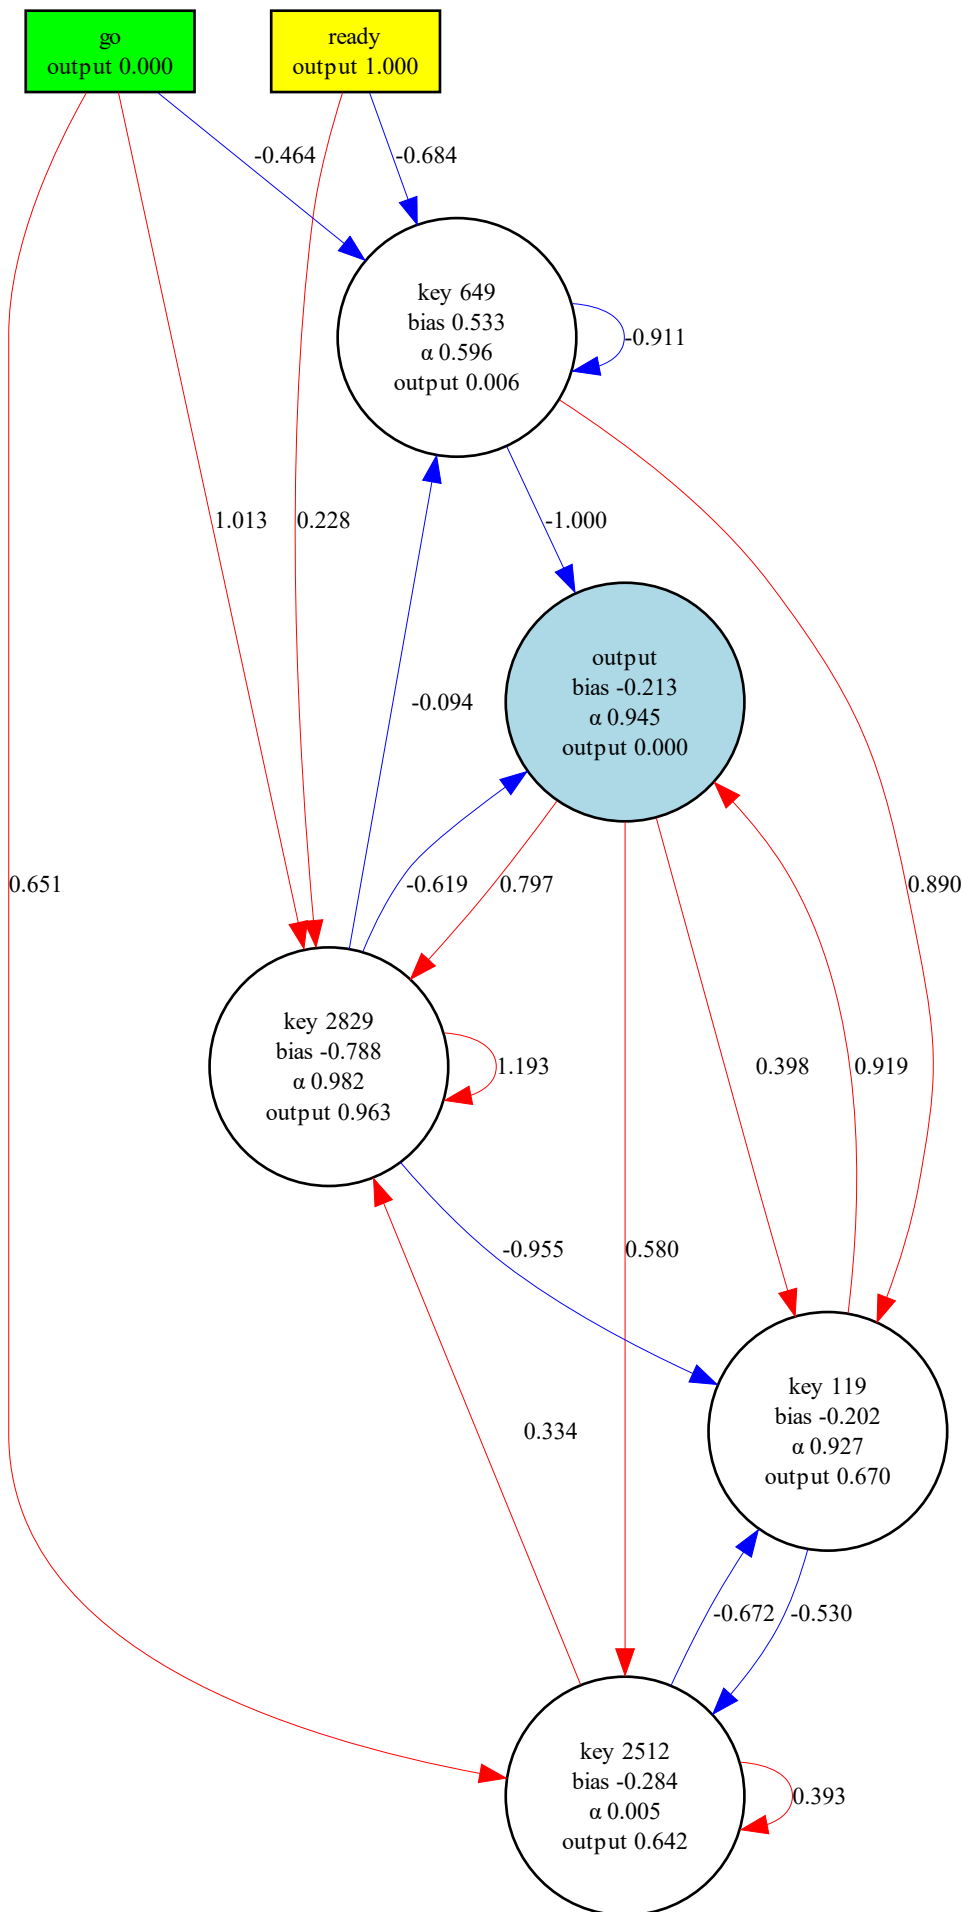 go
output 0.000
ready
output 1.000
-0.464
-0.684
key 649
bias 0.533
α 0.596
output 0.006
-0.911
1.013
0.228
-1.000
output
bias -0.213
α 0.945
output 0.000
-0.094
0.651
-0.619
0.797
0.890
key 2829
bias -0.788
α 0.982
output 0.963
1.193
0.398
0.919
-0.955
0.580
key 119
bias -0.202
α 0.927
output 0.670
0.334
-0.672
-0.530
key 2512
bias -0.284
α 0.005
output 0.642
0.393